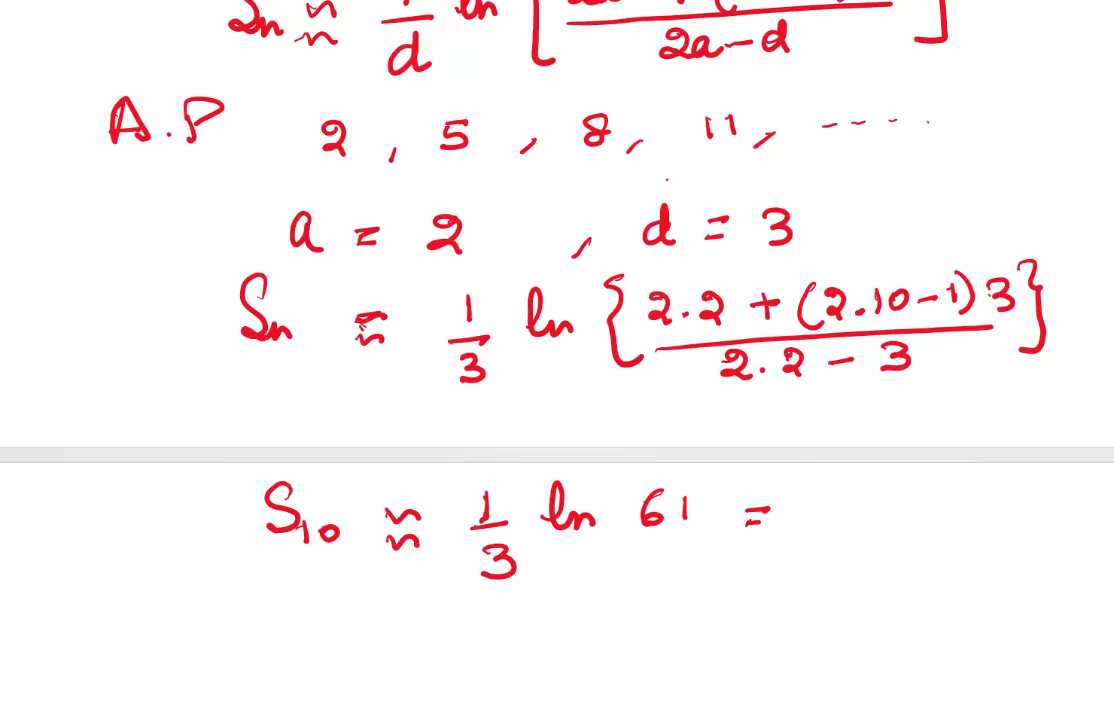 Sn ≈ 1/d ln [ / 2a-d ]
A.P 2, 5, 8, 11, -----
a = 2, d = 3
Sn ≈ 1/3 ln {2.2 + (2.10-1)3 / 2.2 - 3}
S10 ≈ 1/3 ln 61 =